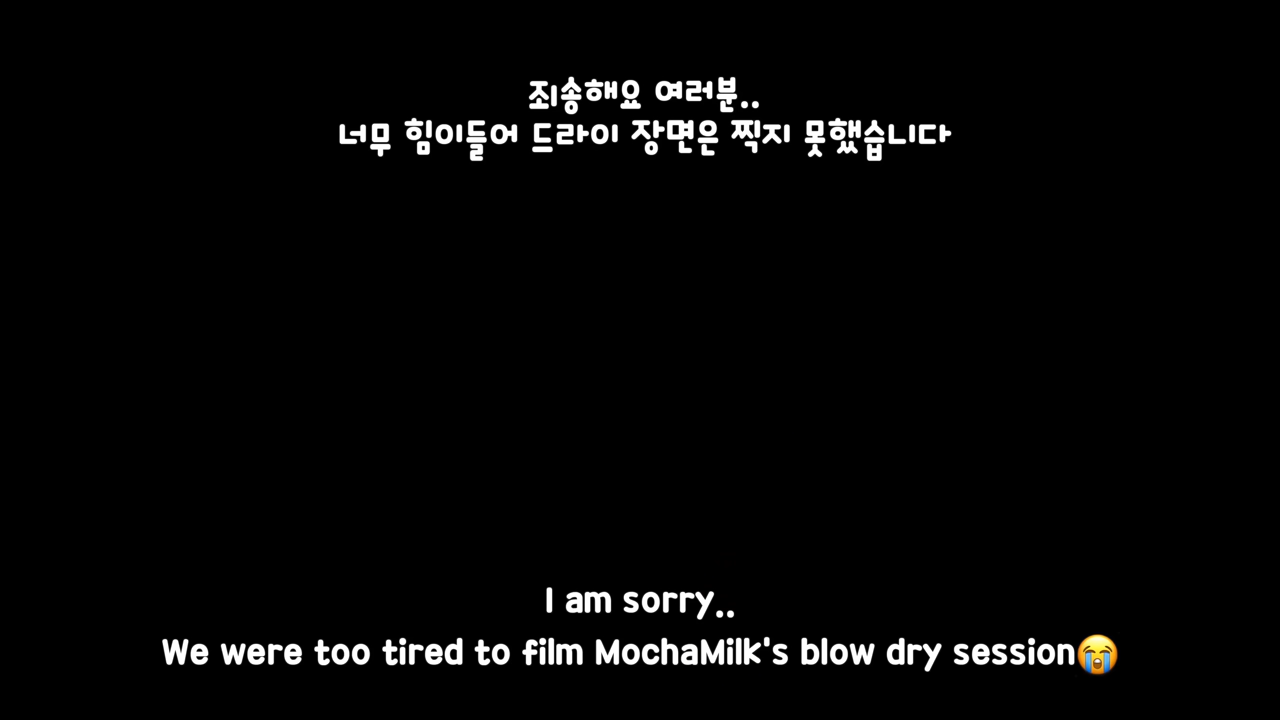 죄송해요 여러분..
너무 힘이들어 드라이 장면은 찍지 못했습니다
I am sorry..
We were too tired to film MochaMilk's blow dry session😭